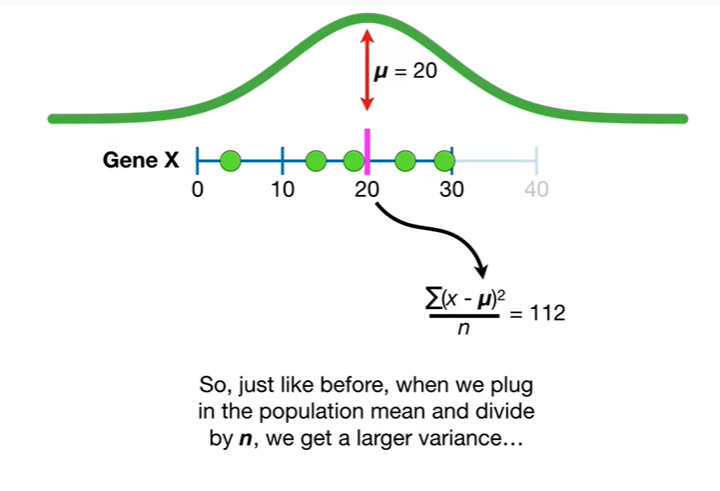 μ = 20
Gene X
0 10 20 30 40
∑(x - μ)²
n
= 112
So, just like before, when we plug
in the population mean and divide
by n, we get a larger variance…